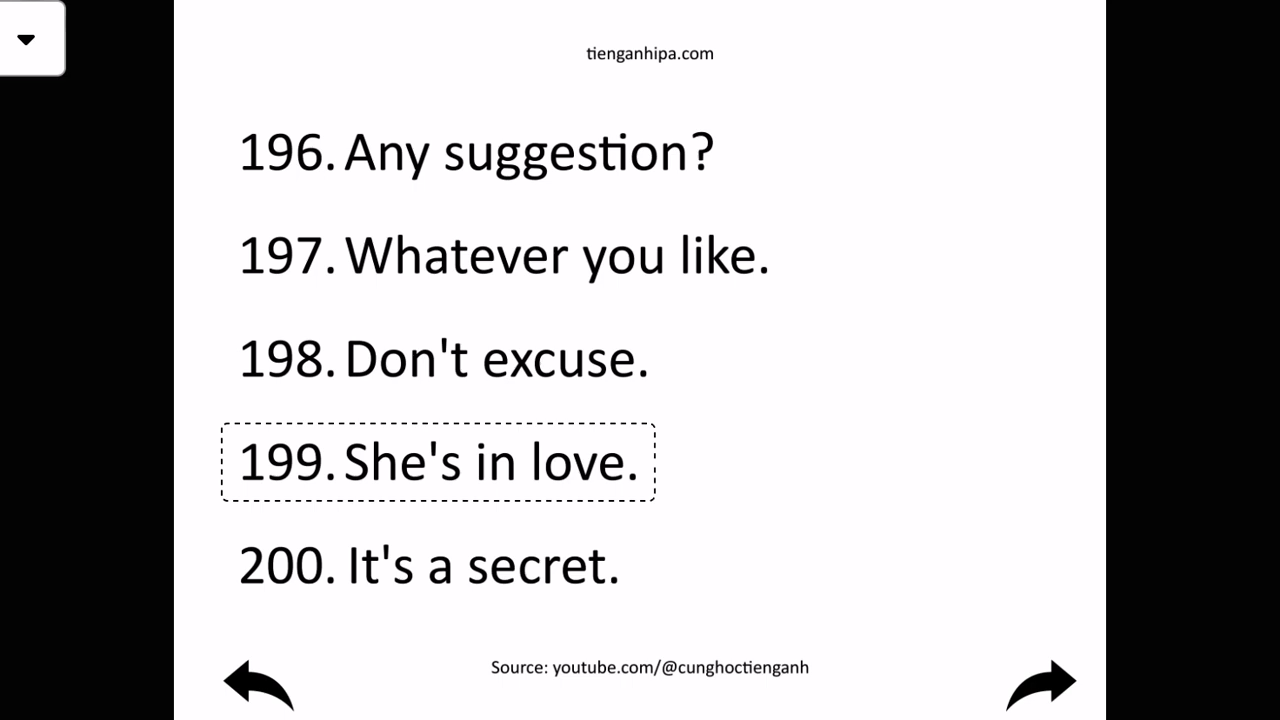 tienganhipa.com
196. Any suggestion?
197. Whatever you like.
198. Don't excuse.
199. She's in love.
200. It's a secret.
Source: youtube.com/@cunghoctienganh